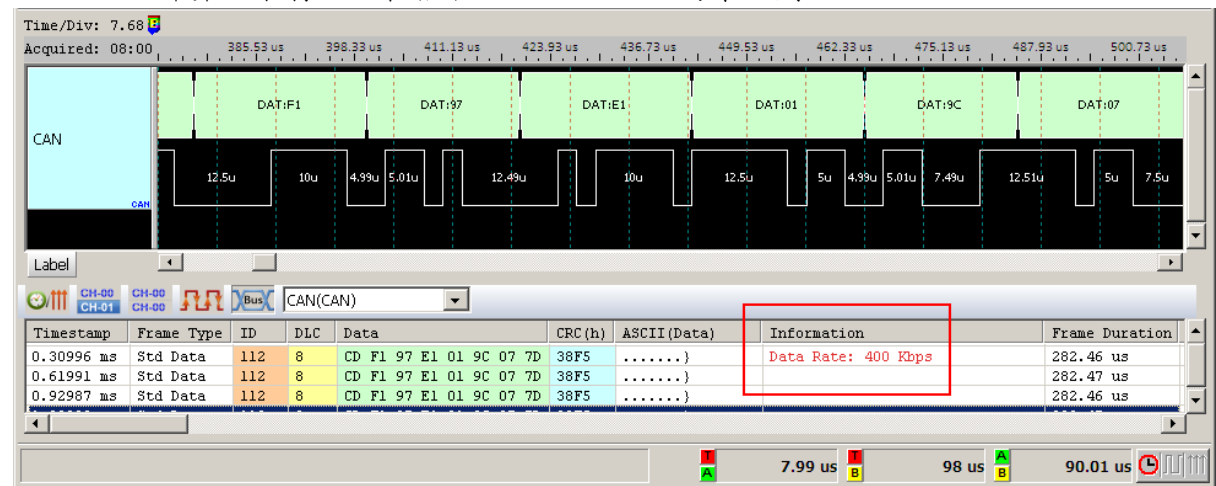 Time/Div: 7.68
Acquired: 08:00 385.53 us 398.33 us 411.13 us 423.93 us 436.73 us 449.53 us 462.33 us 475.13 us 487.93 us 500.73 us
DAT:F1 DAT:97 DAT:E1 DAT:01 DAT:9C DAT:07
CAN
12.5u 10u 4.99u 5.01u 12.49u 10u 12.5u 5u 4.99u 5.01u 7.49u 12.51u 5u 7.5u
CAN
Label
CH-00 CH-00
CH-01 CH-00 Bus CAN(CAN)
Timestamp Frame Type ID DLC Data CRC(h) ASCII(Data) Information Frame Duration
0.30996 ms Std Data 112 8 CD F1 97 E1 01 9C 07 7D 38F5 .......} Data Rate: 400 Kbps 282.46 us
0.61991 ms Std Data 112 8 CD F1 97 E1 01 9C 07 7D 38F5 .......} 282.47 us
0.92987 ms Std Data 112 8 CD F1 97 E1 01 9C 07 7D 38F5 .......} 282.46 us
T A 7.99 us T B 98 us A B 90.01 us